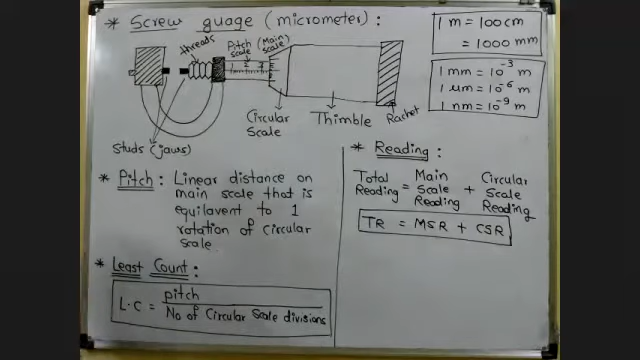 * Screw guage (micrometer) :
threads
Pitch (Main
scale scale)
Circular
Scale
Thimble
Rachet
Studs (jaws)
1 m = 100 cm
= 1000 mm
1 mm = 10⁻³ m
1 μm = 10⁻⁶ m
1 nm = 10⁻⁹ m
* Pitch : Linear distance on
main scale that is
equilavent to 1
rotation of circular
scale.
* Least Count :
L.C = pitch
No of Circular Scale divisions
* Reading :
Total Reading = Main Scale Reading + Circular Scale Reading
TR = MSR + CSR